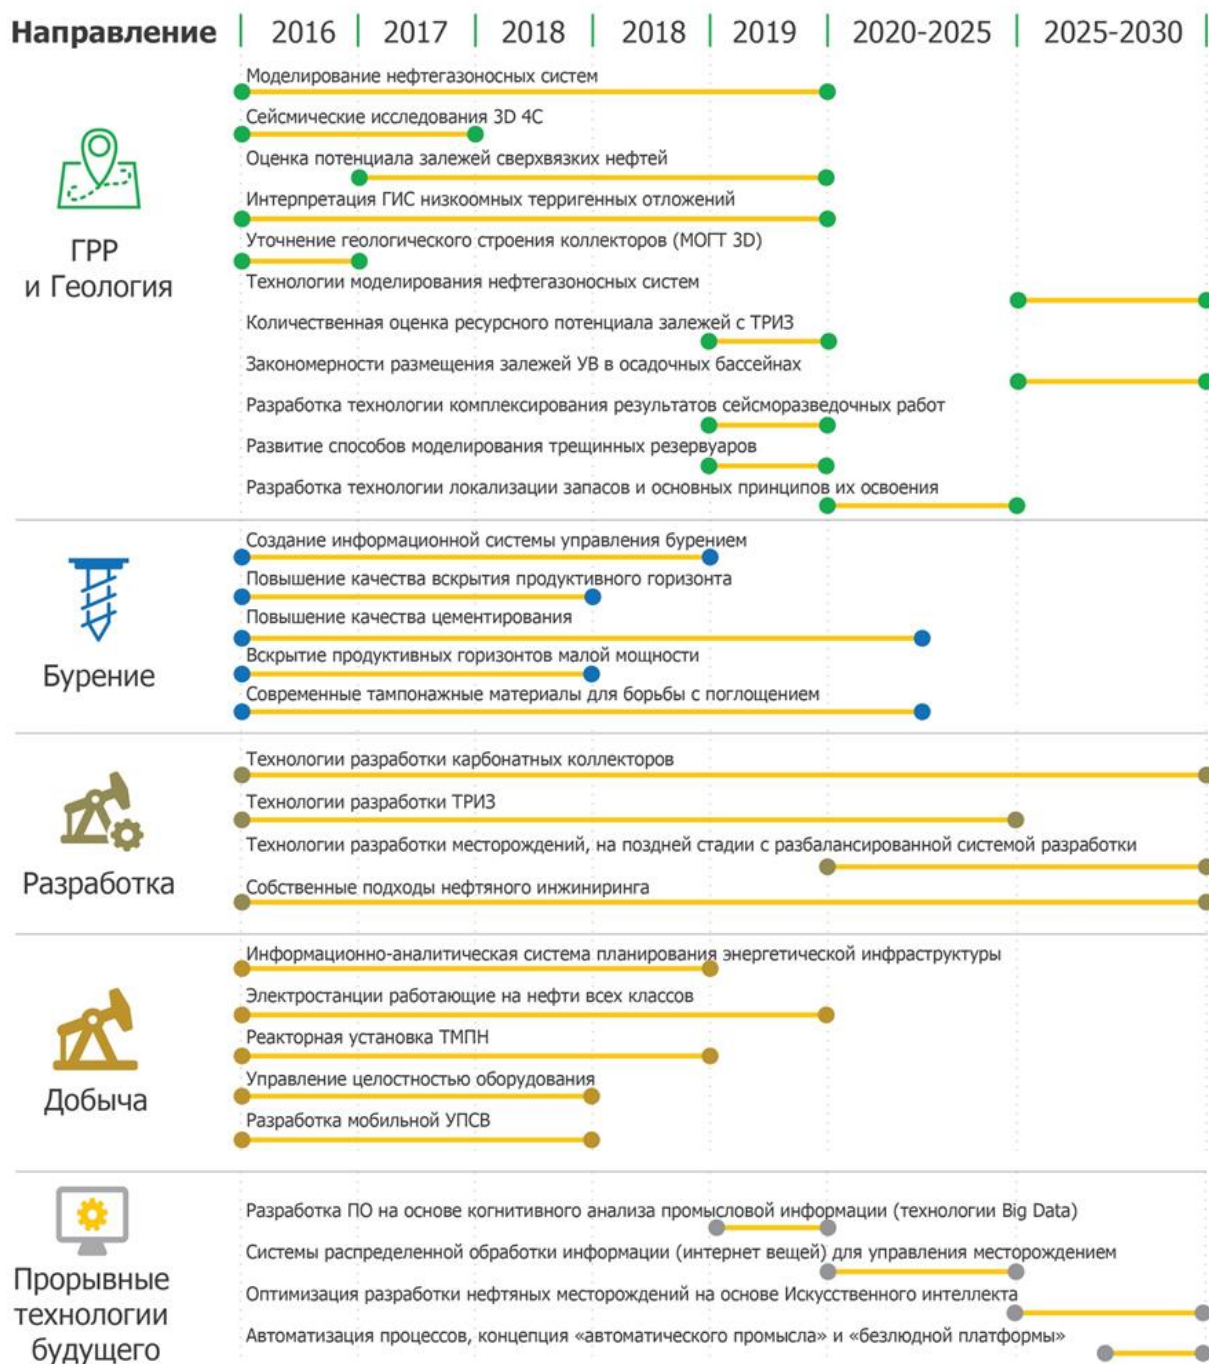 Направление 2016 2017 2018 2018 2019 2020-2025 2025-2030
ГРР
и Геология
Моделирование нефтегазоносных систем
Сейсмические исследования 3D 4С
Оценка потенциала залежей сверхвязких нефтей
Интерпретация ГИС низкоомных терригенных отложений
Уточнение геологического строения коллекторов (МОГТ 3D)
Технологии моделирования нефтегазоносных систем
Количественная оценка ресурсного потенциала залежей с ТРИЗ
Закономерности размещения залежей УВ в осадочных бассейнах
Разработка технологии комплексирования результатов сейсморазведочных работ
Развитие способов моделирования трещинных резервуаров
Разработка технологии локализации запасов и основных принципов их освоения
Бурение
Создание информационной системы управления бурением
Повышение качества вскрытия продуктивного горизонта
Повышение качества цементирования
Вскрытие продуктивных горизонтов малой мощности
Современные тампонажные материалы для борьбы с поглощением
Разработка
Технологии разработки карбонатных коллекторов
Технологии разработки ТРИЗ
Технологии разработки месторождений, на поздней стадии с разбалансированной системой разработки
Собственные подходы нефтяного инжиниринга
Добыча
Информационно-аналитическая система планирования энергетической инфраструктуры
Электростанции работающие на нефти всех классов
Реакторная установка ТМПН
Управление целостностью оборудования
Разработка мобильной УПСВ
Прорывные
технологии
будущего
Разработка ПО на основе когнитивного анализа промысловой информации (технологии Big Data)
Системы распределенной обработки информации (интернет вещей) для управления месторождением
Оптимизация разработки нефтяных месторождений на основе Искусственного интеллекта
Автоматизация процессов, концепция «автоматического промысла» и «безлюдной платформы»